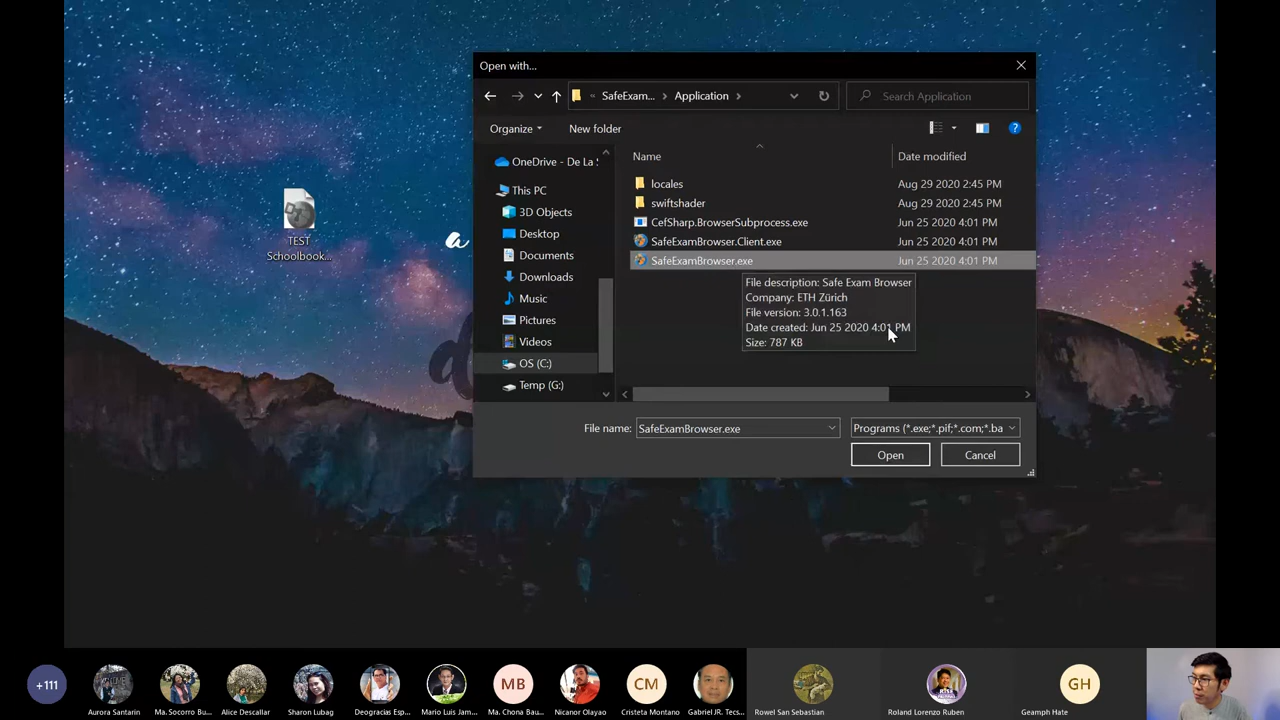 Open with...
SafeExam...
Application
Search Application
Organize
New folder
Name
Date modified
OneDrive - De La S
This PC
3D Objects
Desktop
Documents
Downloads
Music
Pictures
Videos
OS (C:)
Temp (G:)
locales
Aug 29 2020 2:45 PM
swiftshader
Aug 29 2020 2:45 PM
CefSharp.BrowserSubprocess.exe
Jun 25 2020 4:01 PM
SafeExamBrowser.Client.exe
Jun 25 2020 4:01 PM
SafeExamBrowser.exe
Jun 25 2020 4:01 PM
File description: Safe Exam Browser
Company: ETH Zürich
File version: 3.0.1.163
Date created: Jun 25 2020 4:01 PM
Size: 787 KB
File name:
SafeExamBrowser.exe
Programs (*.exe;*.pif;*.com;*.ba
Open
Cancel
TEST
Schoolbook...
+111
MB
CM
GH
Aurora Santarin
Ma. Socorro Bu...
Alice Descallar
Sharon Lubag
Deogracias Esp...
Mario Luis Jam...
Ma. Chona Bau...
Nicanor Olayao
Cristeta Montano
Gabriel JR. Tecs...
Rowel San Sebastian
Roland Lorenzo Ruben
Geamph Hate